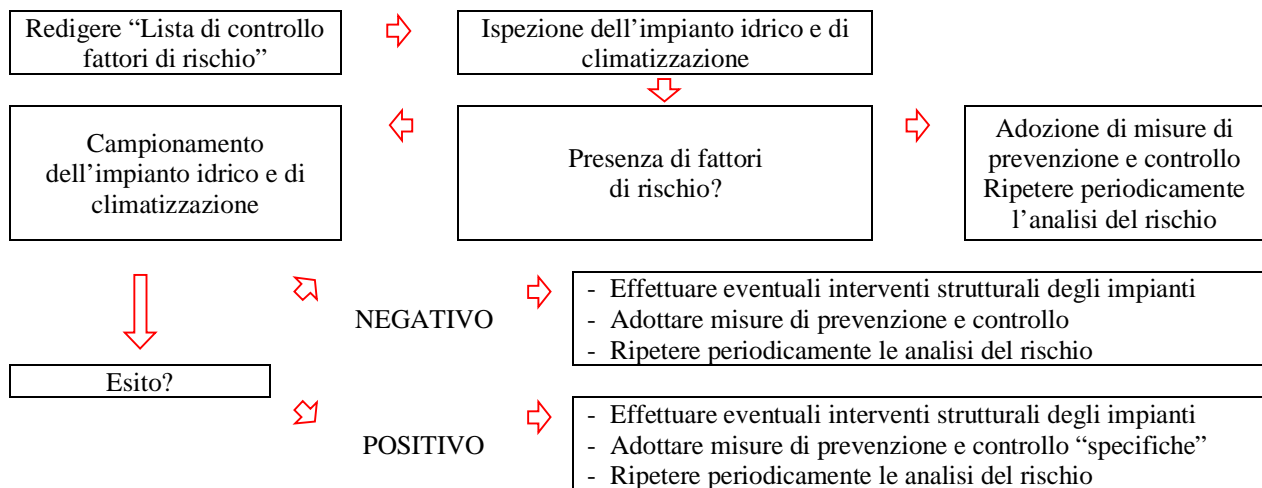 Redigere “Lista di controllo
fattori di rischio”
Ispezione dell’impianto idrico e di
climatizzazione
Campionamento
dell’impianto idrico e di
climatizzazione
Presenza di fattori
di rischio?
Adozione di misure di
prevenzione e controllo
Ripetere periodicamente
l’analisi del rischio
Esito?
NEGATIVO
- Effettuare eventuali interventi strutturali degli impianti
- Adottare misure di prevenzione e controllo
- Ripetere periodicamente le analisi del rischio
POSITIVO
- Effettuare eventuali interventi strutturali degli impianti
- Adottare misure di prevenzione e controllo “specifiche”
- Ripetere periodicamente le analisi del rischio